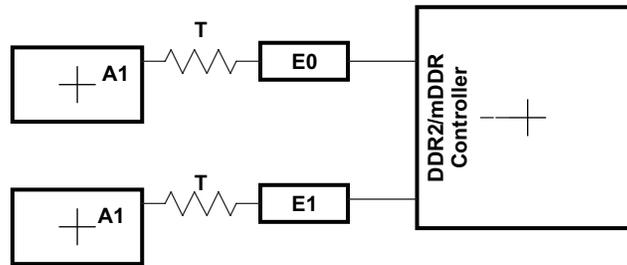 T
A1
E0
DDR2/mDDR
Controller
T
A1
E1